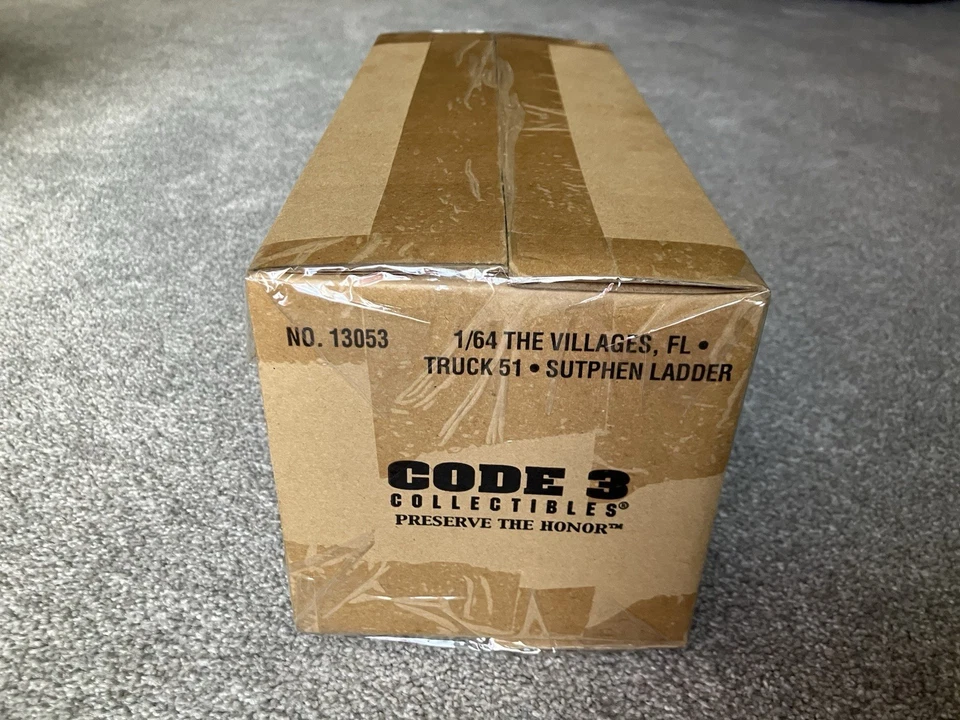 NO. 13053
1/64 THE VILLAGES, FL •
TRUCK 51 • SUTPHEN LADDER
CODE 3
COLLECTIBLES®
PRESERVE THE HONOR™